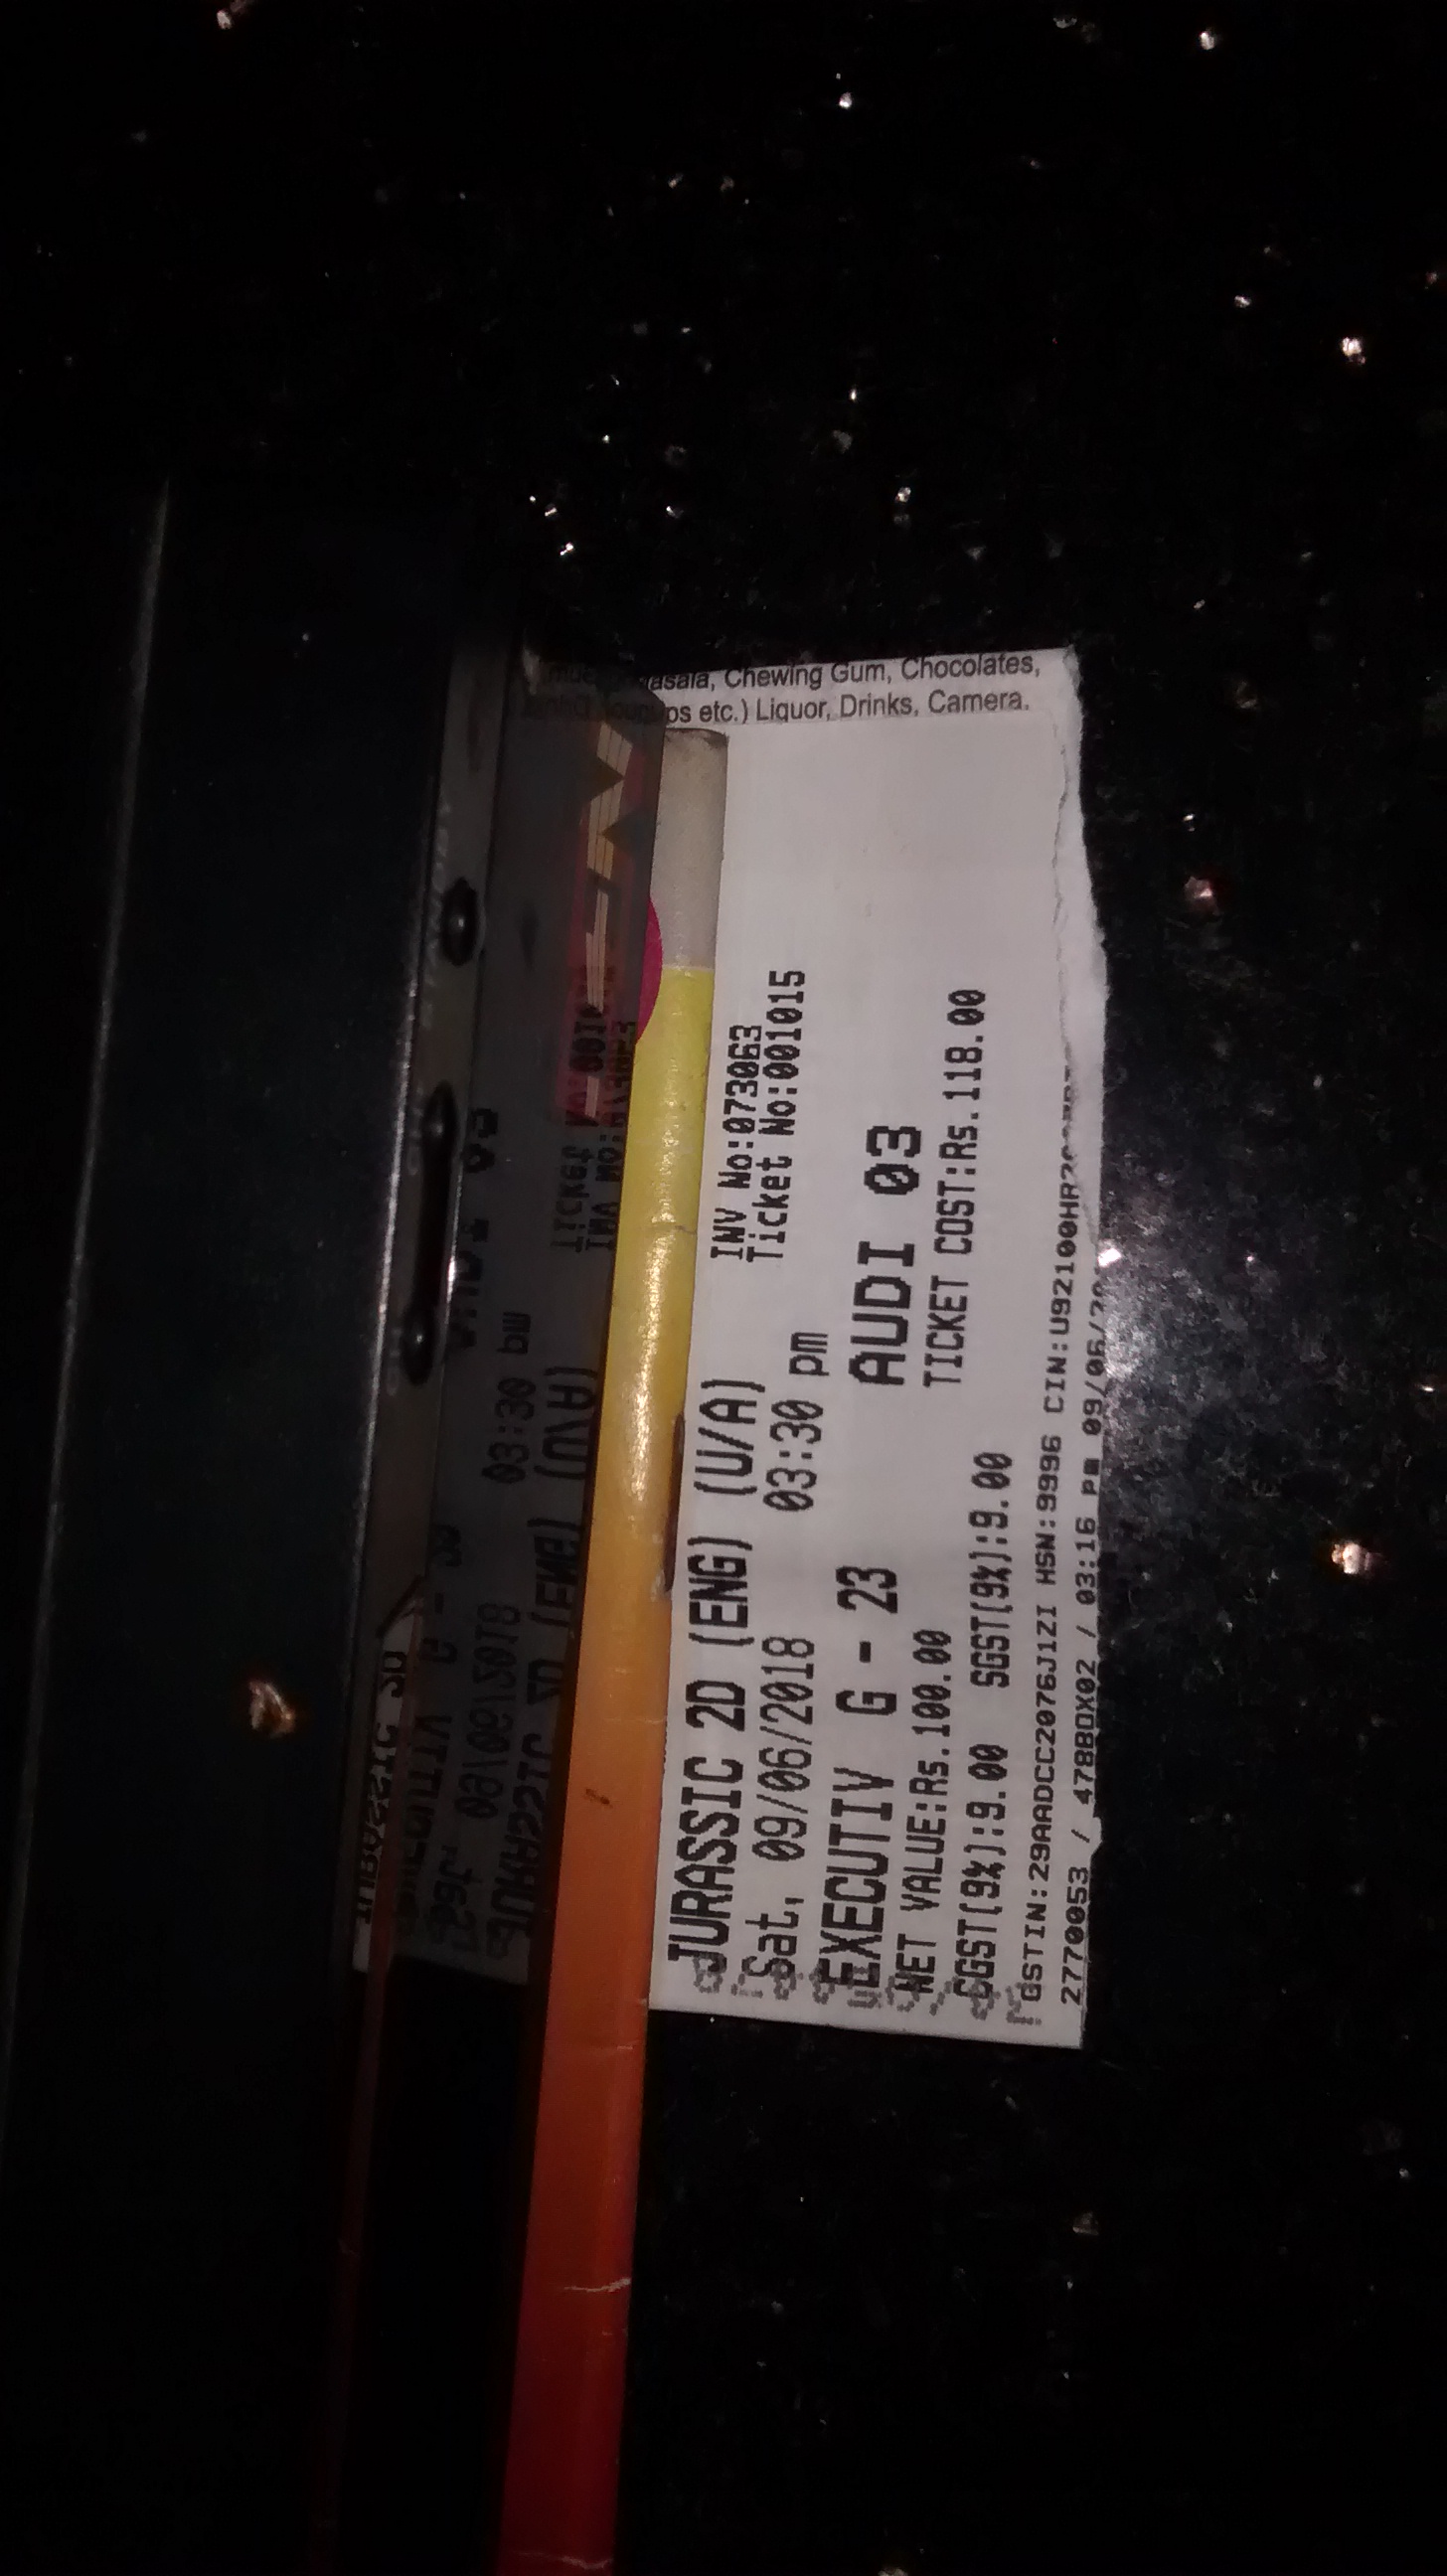 JURASSIC 2D (ENG) (U/A)
INV No:073063
Sat, 09/06/2018 03:30 pm
Ticket No:001015
EXECUTIV G - 23 AUDI 03
NET VALUE:Rs.100.00 TICKET COST:Rs.118.00
CGST(9%):9.00 SGST(9%):9.00
GSTIN:29AADCC2076J1ZI HSN:9996 CIN:U92100HR
2770053 / 4788DX02 / 03:16 pm 09/06/
Chewing Gum, Chocolates,
etc.) Liquor, Drinks, Camera.